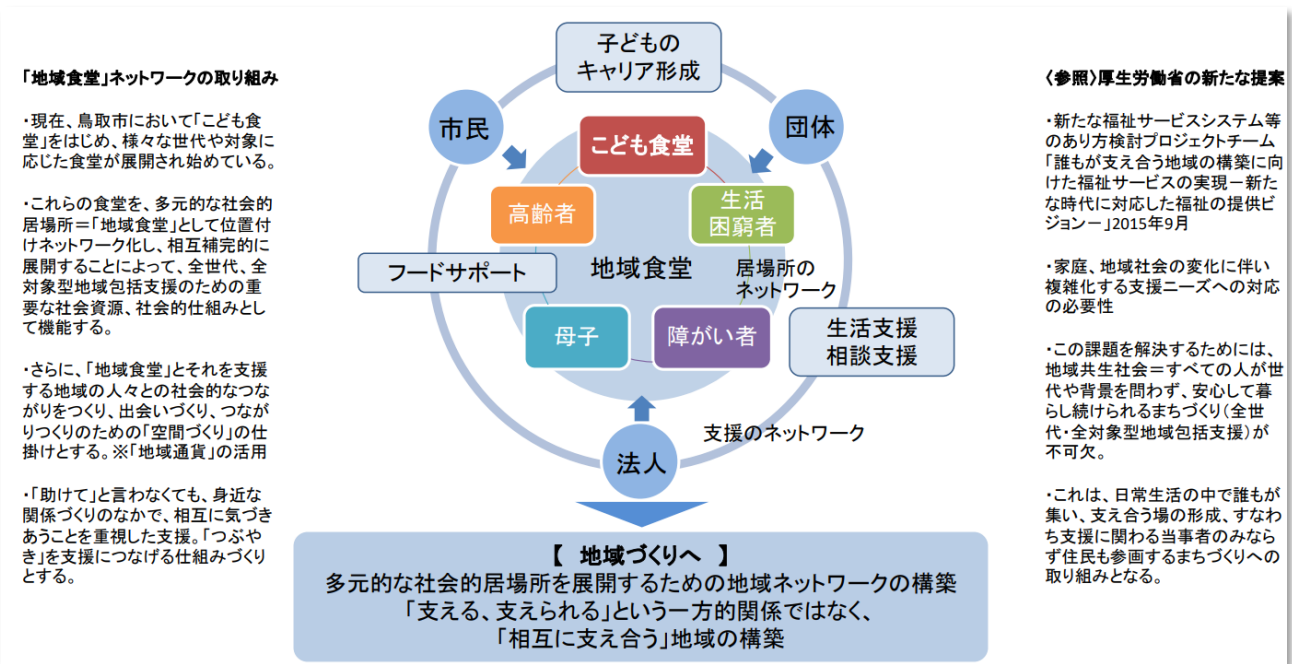 「地域食堂」ネットワークの取り組み
・現在、鳥取市において「こども食
堂」をはじめ、様々な世代や対象に
応じた食堂が展開され始めている。
・これらの食堂を、多元的な社会的
居場所＝「地域食堂」として位置付
けネットワーク化し、相互補完的に
展開することによって、全世代、全
対象型地域包括支援のための重
要な社会資源、社会的仕組みとし
て機能する。
・さらに、「地域食堂」とそれを支援
する地域の人々との社会的なつな
がりをつくり、出会いづくり、つなが
りつくりのための「空間づくり」の仕
掛けとする。※「地域通貨」の活用
・「助けて」と言わなくても、身近な
関係づくりのなかで、相互に気づき
あうことを重視した支援。「つぶや
き」を支援につなげる仕組みづくり
とする。
子どもの
キャリア形成
市民
団体
こども食堂
高齢者
生活
困窮者
フードサポート
地域食堂
居場所の
ネットワーク
母子
障がい者
生活支援
相談支援
支援のネットワーク
法人
【 地域づくりへ 】
多元的な社会的居場所を展開するための地域ネットワークの構築
「支える、支えられる」という一方的関係ではなく、
「相互に支え合う」地域の構築
〈参照〉厚生労働省の新たな提案
・新たな福祉サービスシステム等
のあり方検討プロジェクトチーム
「誰もが支え合う地域の構築に向
けた福祉サービスの実現－新た
な時代に対応した福祉の提供ビ
ジョン－」2015年9月
・家庭、地域社会の変化に伴い
複雑化する支援ニーズへの対応
の必要性
・この課題を解決するためには、
地域共生社会＝すべての人が世
代や背景を問わず、安心して暮
らし続けられるまちづくり（全世
代・全対象型地域包括支援）が
不可欠。
・これは、日常生活の中で誰もが
集い、支え合う場の形成、すなわ
ち支援に関わる当事者のみなら
ず住民も参画するまちづくりへの
取り組みとなる。